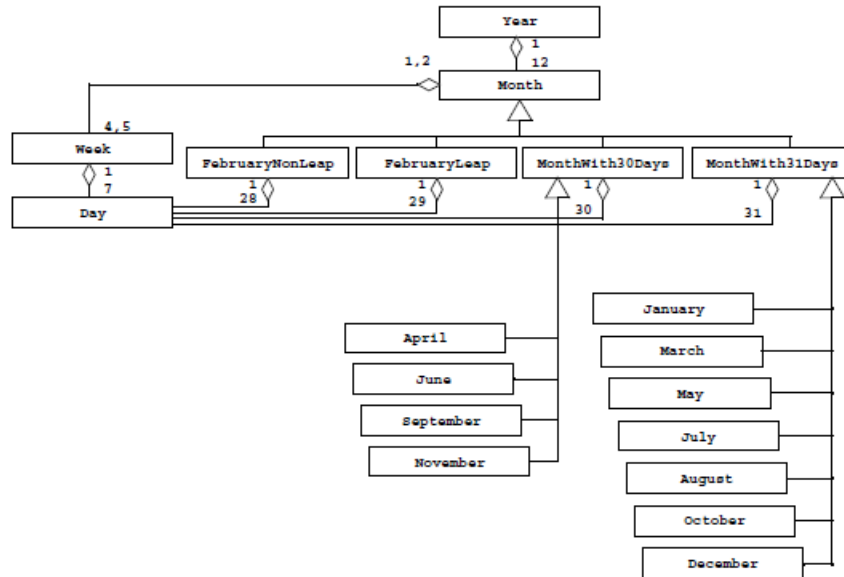 Year
1
12
1,2
Month
4,5
Week
FebruaryNonLeap
FebruaryLeap
MonthWith30Days
MonthWith31Days
1
7
1
28
1
29
1
30
1
31
Day
January
April
March
June
May
September
July
November
August
October
December